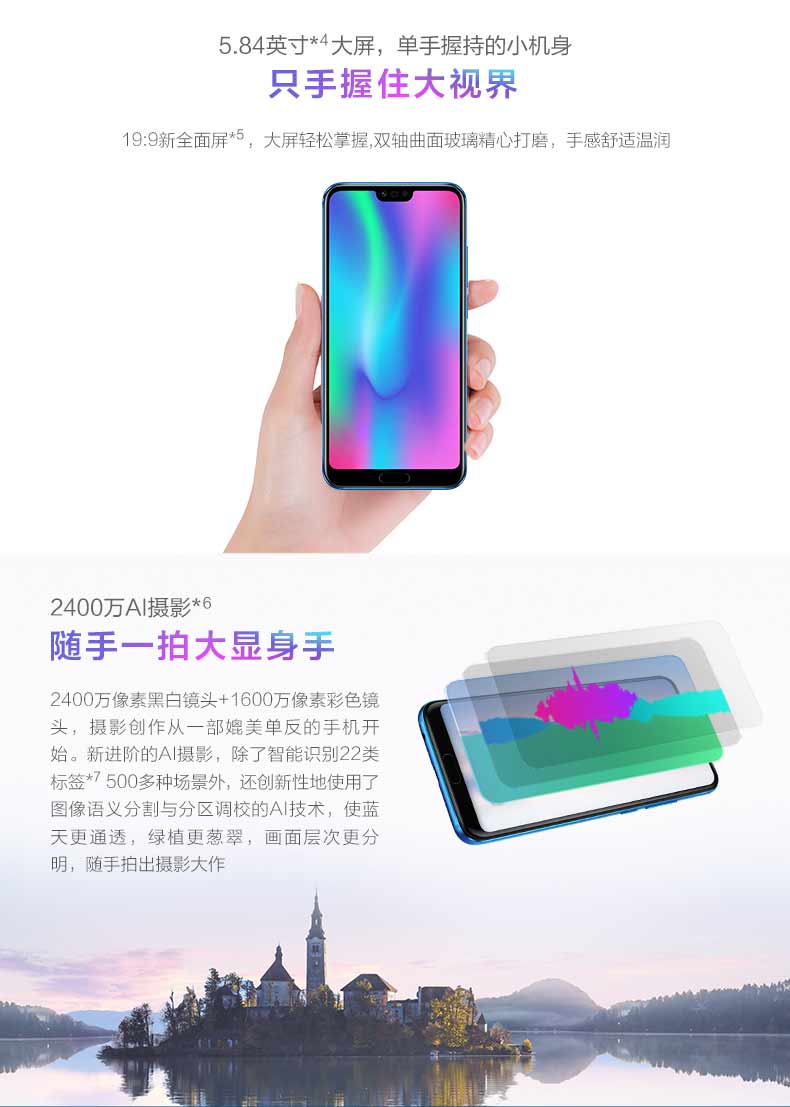 5.84英寸*4大屏，单手握持的小机身
只手握住大视界
19:9新全面屏*5，大屏轻松掌握,双轴曲面玻璃精心打磨，手感舒适温润
2400万AI摄影*6
随手一拍大显身手
2400万像素黑白镜头+1600万像素彩色镜
头，摄影创作从一部媲美单反的手机开
始。新进阶的AI摄影，除了智能识别22类
标签*7 500多种场景外, 还创新性地使用了
图像语义分割与分区调校的AI技术，使蓝
天更通透，绿植更葱翠，画面层次更分
明，随手拍出摄影大作